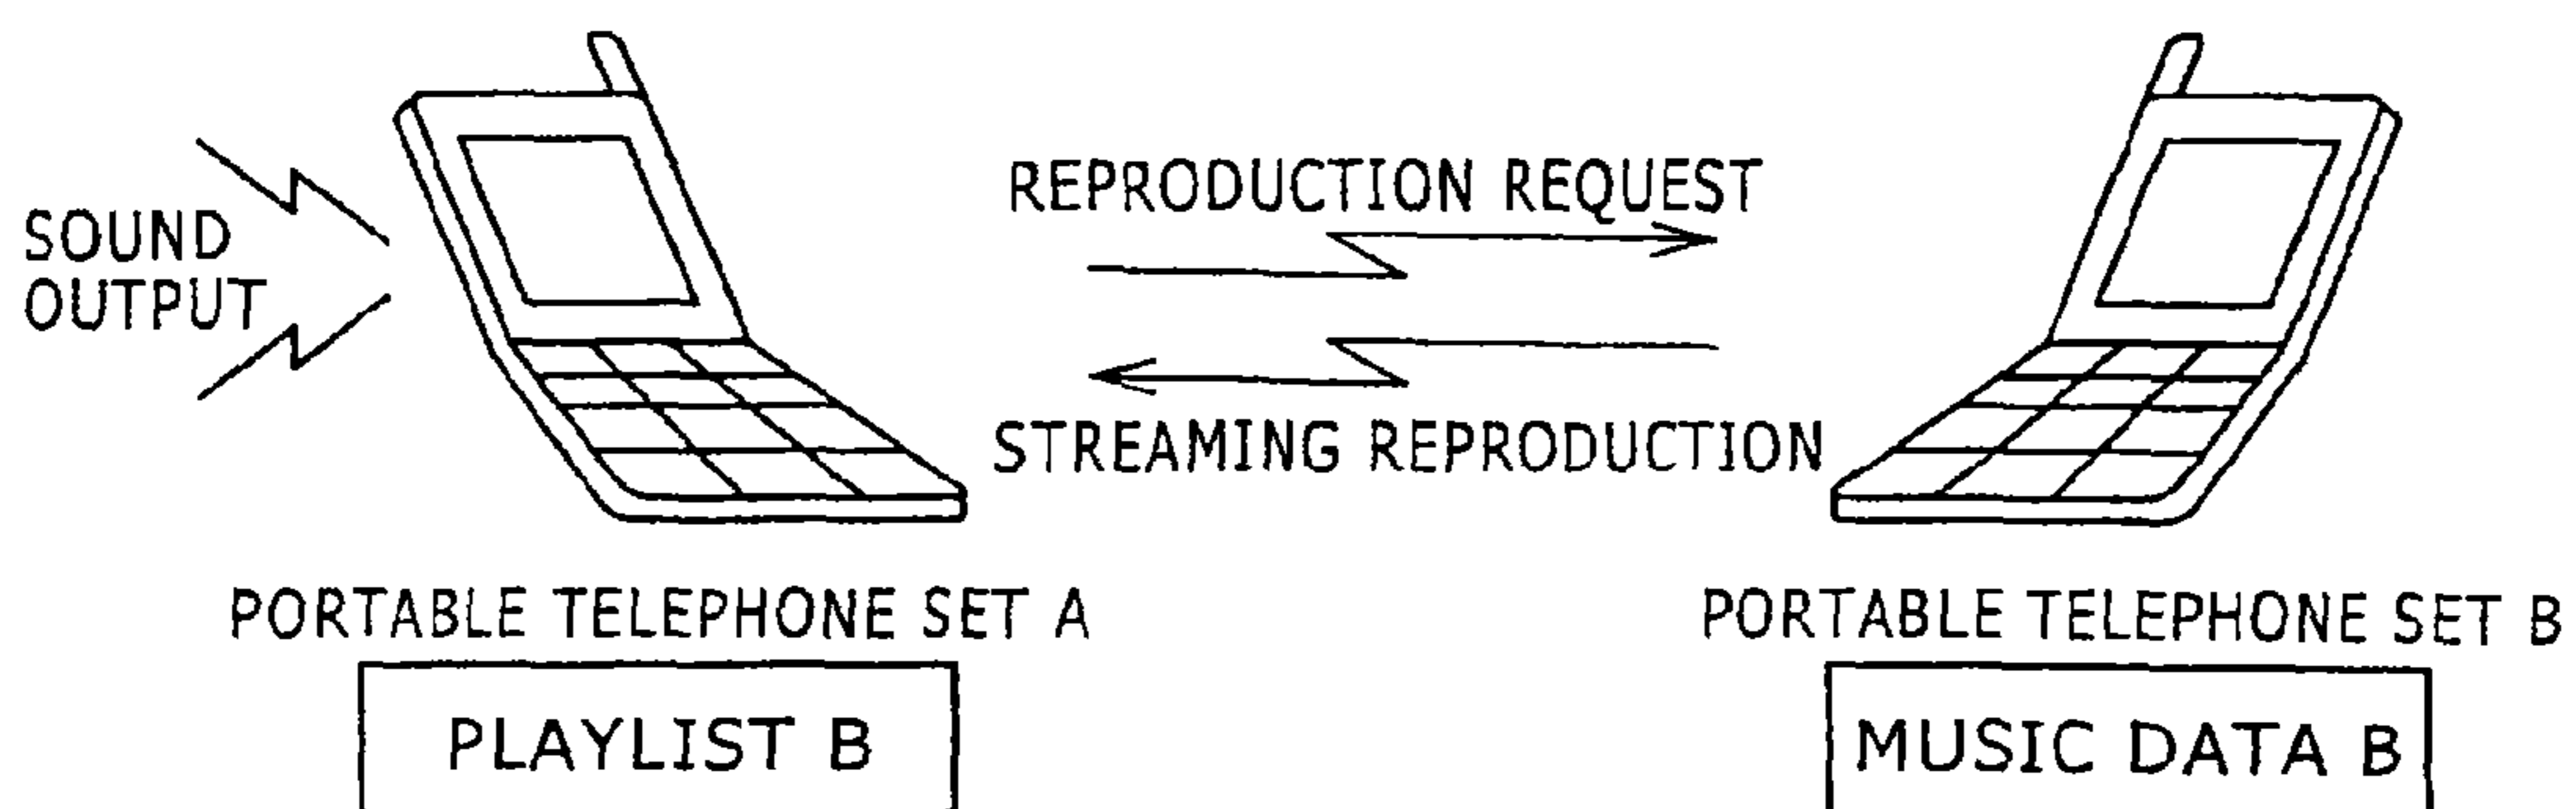 REPRODUCTION REQUEST
SOUND
OUTPUT
STREAMING REPRODUCTION
PORTABLE TELEPHONE SET A
PORTABLE TELEPHONE SET B
PLAYLIST B
MUSIC DATA B